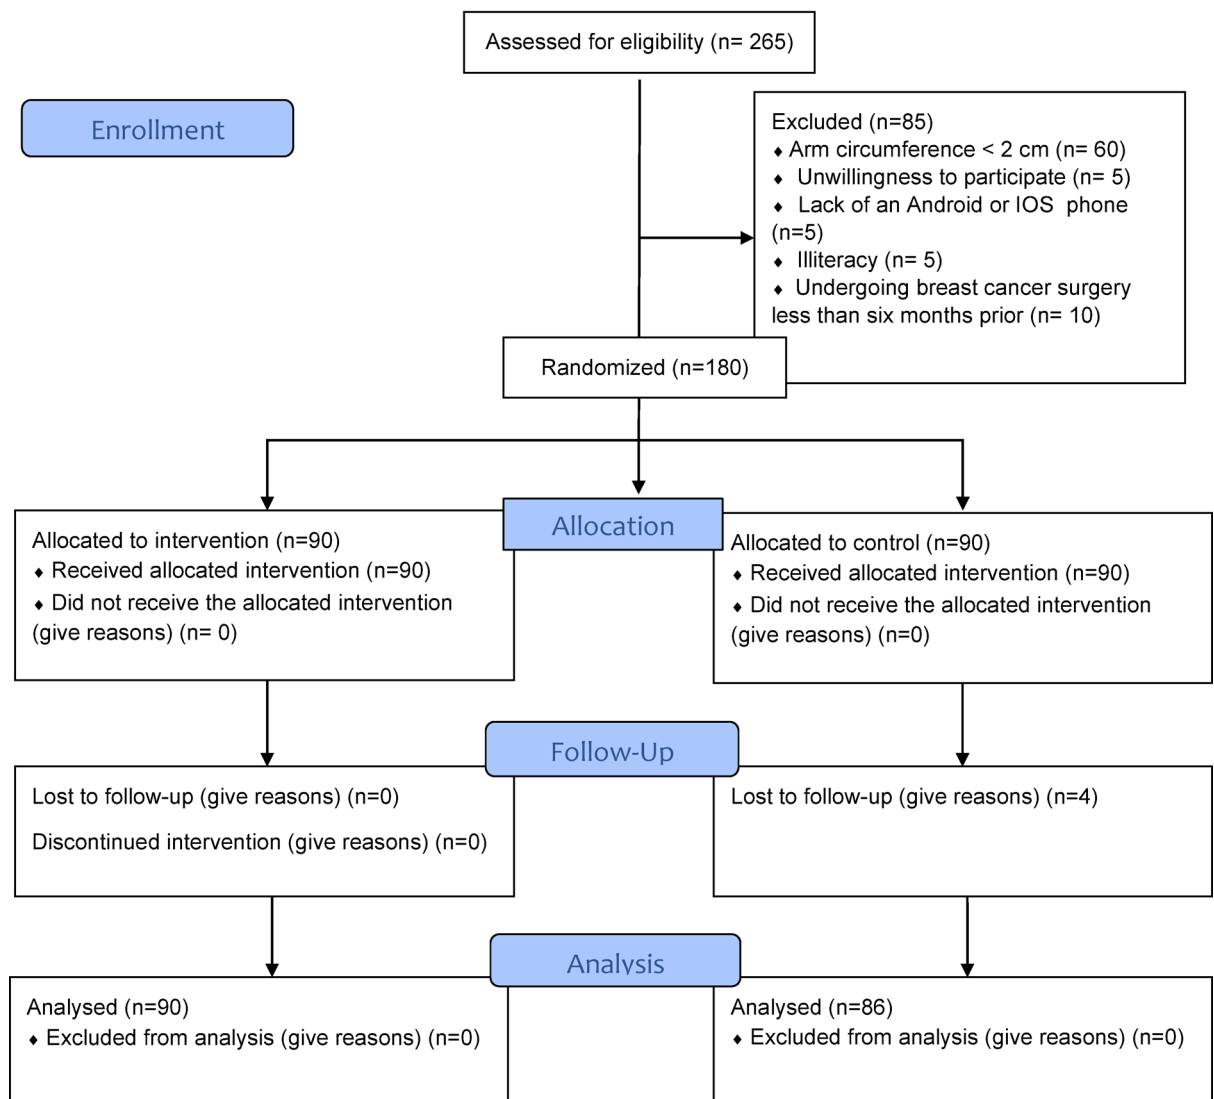 Assessed for eligibility (n= 265)
Enrollment
Excluded (n=85)
♦ Arm circumference < 2 cm (n= 60)
♦ Unwillingness to participate (n= 5)
♦ Lack of an Android or IOS phone
(n=5)
♦ Illiteracy (n= 5)
♦ Undergoing breast cancer surgery
less than six months prior (n= 10)
Randomized (n=180)
Allocation
Allocated to intervention (n=90)
♦ Received allocated intervention (n=90)
♦ Did not receive the allocated intervention
(give reasons) (n= 0)
Allocated to control (n=90)
♦ Received allocated intervention (n=90)
♦ Did not receive the allocated intervention
(give reasons) (n=0)
Follow-Up
Lost to follow-up (give reasons) (n=0)
Discontinued intervention (give reasons) (n=0)
Lost to follow-up (give reasons) (n=4)
Analysis
Analysed (n=90)
♦ Excluded from analysis (give reasons) (n=0)
Analysed (n=86)
♦ Excluded from analysis (give reasons) (n=0)